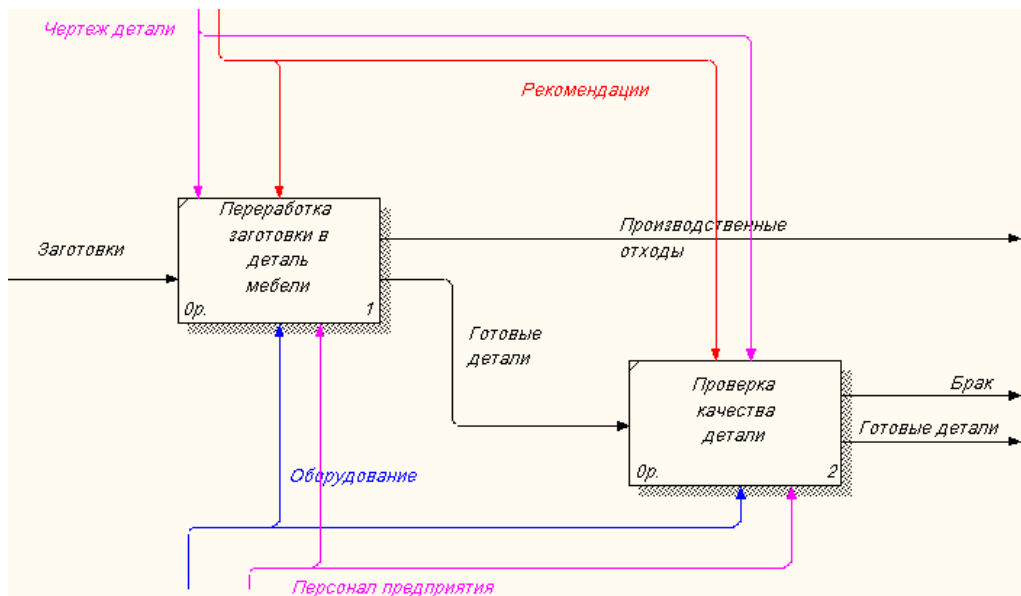 Чертеж детали
Рекомендации
Переработка
заготовки в
деталь
мебели
0р.
1
Заготовки
Производственные
отходы
Готовые
детали
Проверка
качества
детали
0р.
2
Брак
Готовые детали
Оборудование
Персонал предприятия